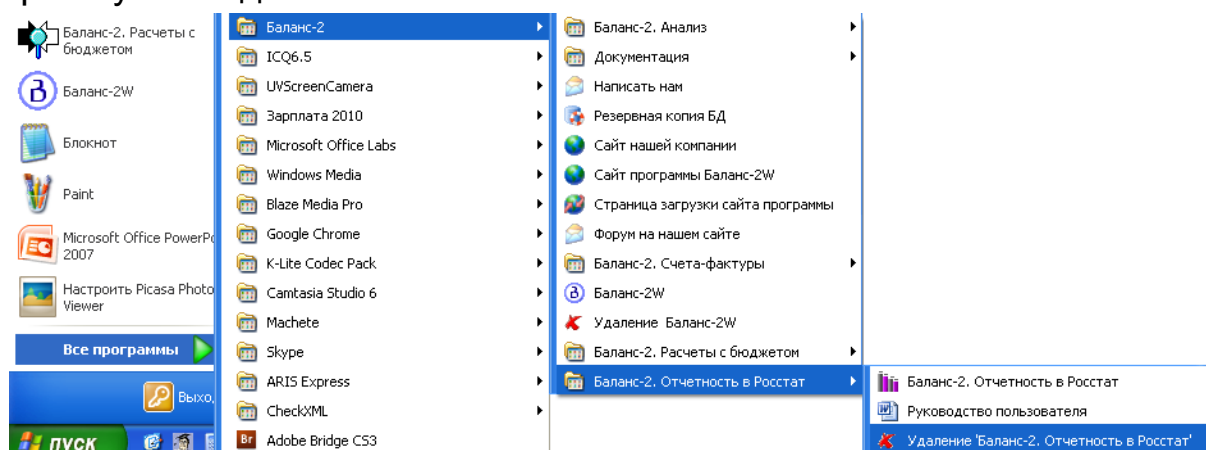 Баланс-2. Расчеты с
бюджетом
Баланс-2W
Блокнот
Paint
Microsoft Office PowerPo
2007
Настроить Picasa Photo
Viewer
Все программы
Выхо
пуск
Баланс-2
ICQ6.5
UVScreenCamera
Зарплата 2010
Microsoft Office Labs
Windows Media
Blaze Media Pro
Google Chrome
K-Lite Codec Pack
Camtasia Studio 6
Machete
Skype
ARIS Express
CheckXML
Br Adobe Bridge CS3
Баланс-2. Анализ
Документация
Написать нам
Резервная копия БД
Сайт нашей компании
Сайт программы Баланс-2W
Страница загрузки сайта программы
Форум на нашем сайте
Баланс-2. Счета-фактуры
Баланс-2W
Удаление Баланс-2W
Баланс-2. Расчеты с бюджетом
Баланс-2. Отчетность в Росстат
Баланс-2. Отчетность в Росстат
Руководство пользователя
Удаление 'Баланс-2. Отчетность в Росстат'